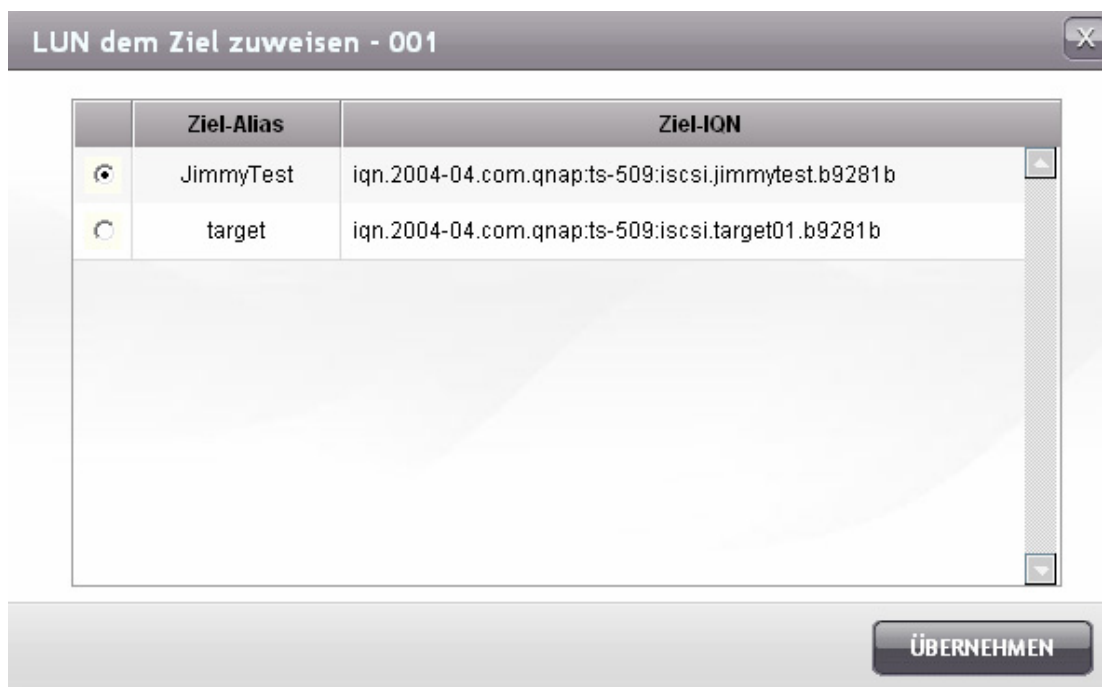 LUN dem Ziel zuweisen - 001
X
Ziel-Alias Ziel-IQN
JimmyTest iqn.2004-04.com.qnap:ts-509:iscsi.jimmytest.b9281b
target iqn.2004-04.com.qnap:ts-509:iscsi.target01.b9281b
ÜBERNEHMEN